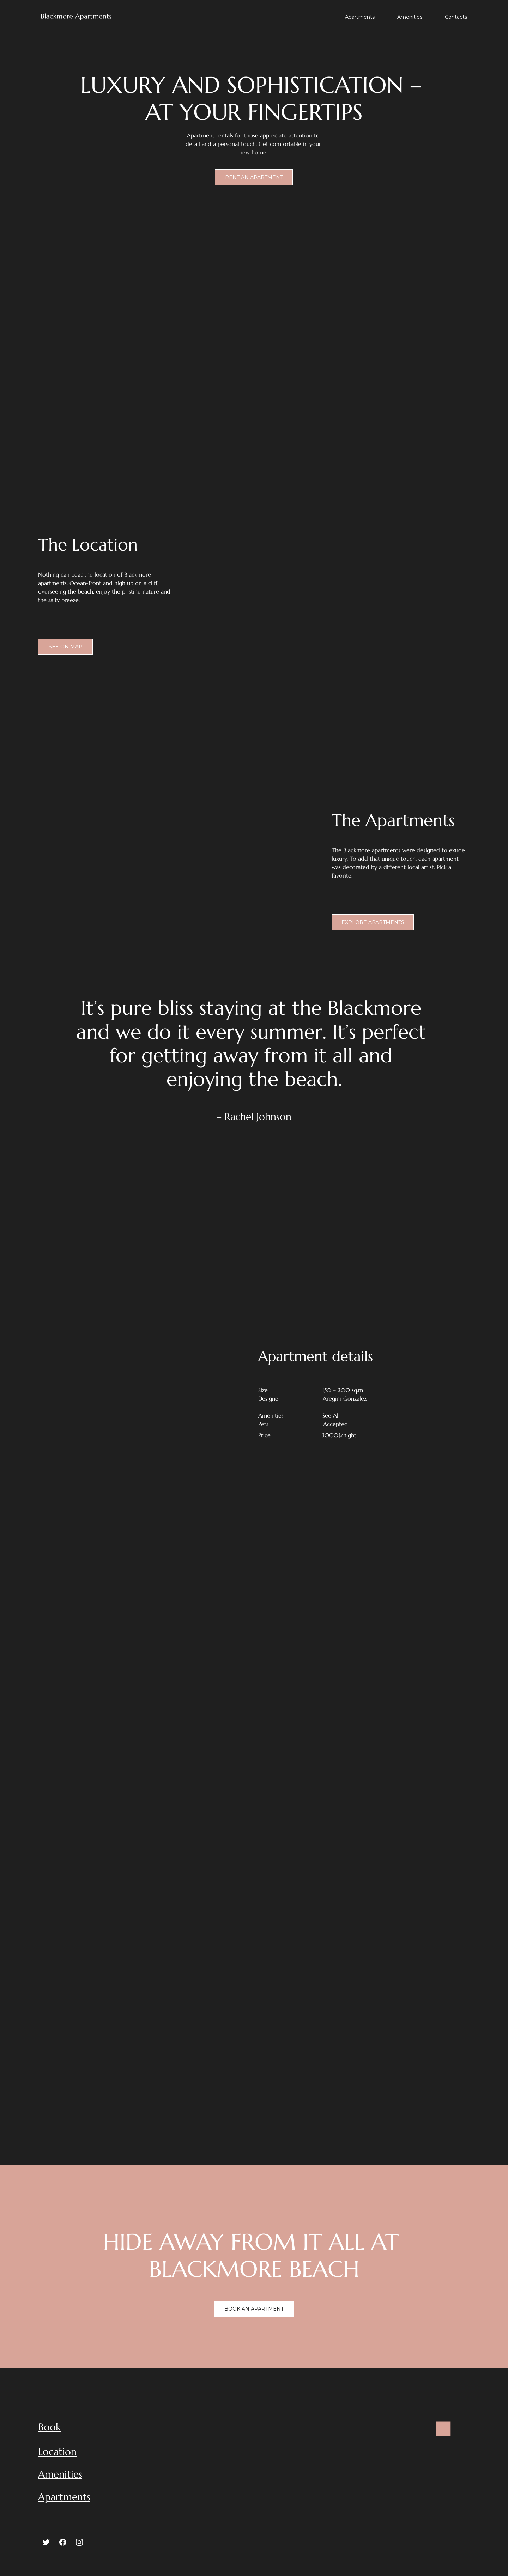 Blackmore Apartments
Apartments Amenities Contacts
LUXURY AND SOPHISTICATION –
AT YOUR FINGERTIPS
Apartment rentals for those appreciate attention to
detail and a personal touch. Get comfortable in your
new home.
RENT AN APARTMENT
The Location
Nothing can beat the location of Blackmore
apartments. Ocean-front and high up on a cliff,
overseeing the beach, enjoy the pristine nature and
the salty breeze.
SEE ON MAP
The Apartments
The Blackmore apartments were designed to exude
luxury. To add that unique touch, each apartment
was decorated by a different local artist. Pick a
favorite.
EXPLORE APARTMENTS
It’s pure bliss staying at the Blackmore
and we do it every summer. It’s perfect
for getting away from it all and
enjoying the beach.
– Rachel Johnson
Apartment details
Size 150 – 200 sq.m
Designer Aregim Gonzalez
Amenities See All
Pets Accepted
Price 3000$/night
HIDE AWAY FROM IT ALL AT
BLACKMORE BEACH
BOOK AN APARTMENT
Book
Location
Amenities
Apartments